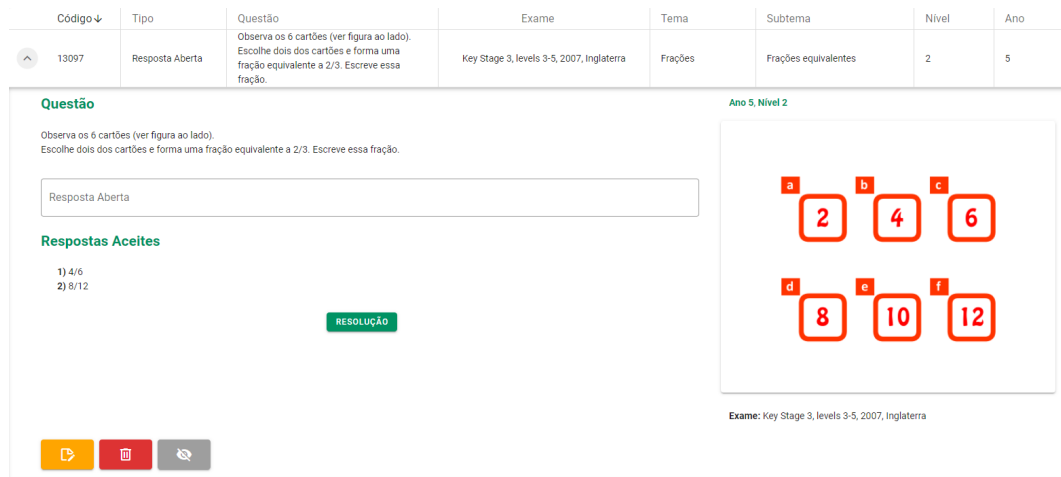 Código Tipo Questão Exame Tema Subtema Nível Ano
13097 Resposta Aberta Observa os 6 cartões (ver figura ao lado).
Escolhe dois dos cartões e forma uma
fração equivalente a 2/3. Escreve essa
fração. Key Stage 3, levels 3-5, 2007, Inglaterra Frações Frações equivalentes 2 5
Questão
Observa os 6 cartões (ver figura ao lado).
Escolhe dois dos cartões e forma uma fração equivalente a 2/3. Escreve essa fração.
Resposta Aberta
Respostas Aceites
1) 4/6
2) 8/12
RESOLUÇÃO
Ano 5, Nível 2
a b c
2 4 6
d e f
8 10 12
Exame: Key Stage 3, levels 3-5, 2007, Inglaterra